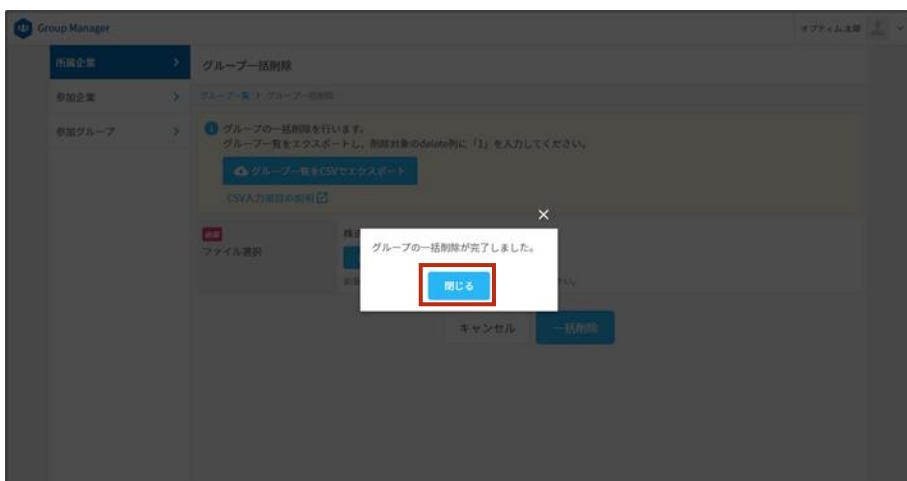 Group Manager
オプティム太郎
所属企業
グループ一括削除
参加企業
グループ一覧 > グループ一括削除
参加グループ
グループの一括削除を行います。
グループ一覧をエクスポートし、削除対象のdelete列に「1」を入力してください。
グループ一覧をCSVでエクスポート
CSV入力項目の説明
必須
ファイル選択
グループの一括削除が完了しました。
閉じる
キャンセル
一括削除